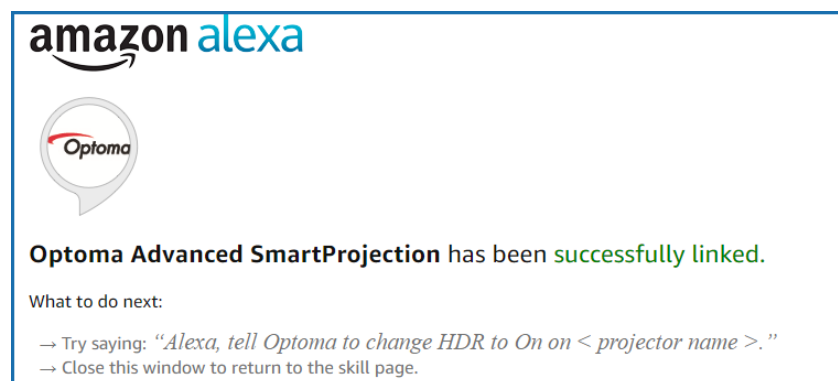 amazon alexa
Optoma
Optoma Advanced SmartProjection has been successfully linked.
What to do next:
→ Try saying: “Alexa, tell Optoma to change HDR to On on < projector name >.”
→ Close this window to return to the skill page.